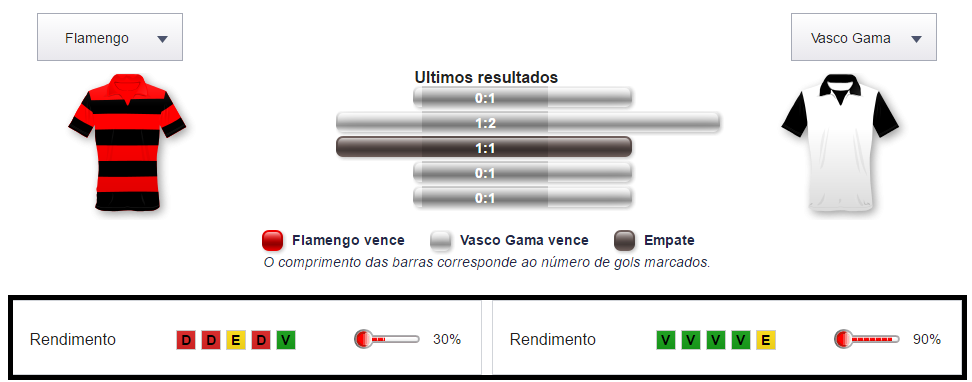 Flamengo
Vasco Gama
Ultimos resultados
0:1
1:2
1:1
0:1
0:1
Flamengo vence Vasco Gama vence Empate
O comprimento das barras corresponde ao número de gols marcados.
Rendimento D D E D V 30%
Rendimento V V V V E 90%